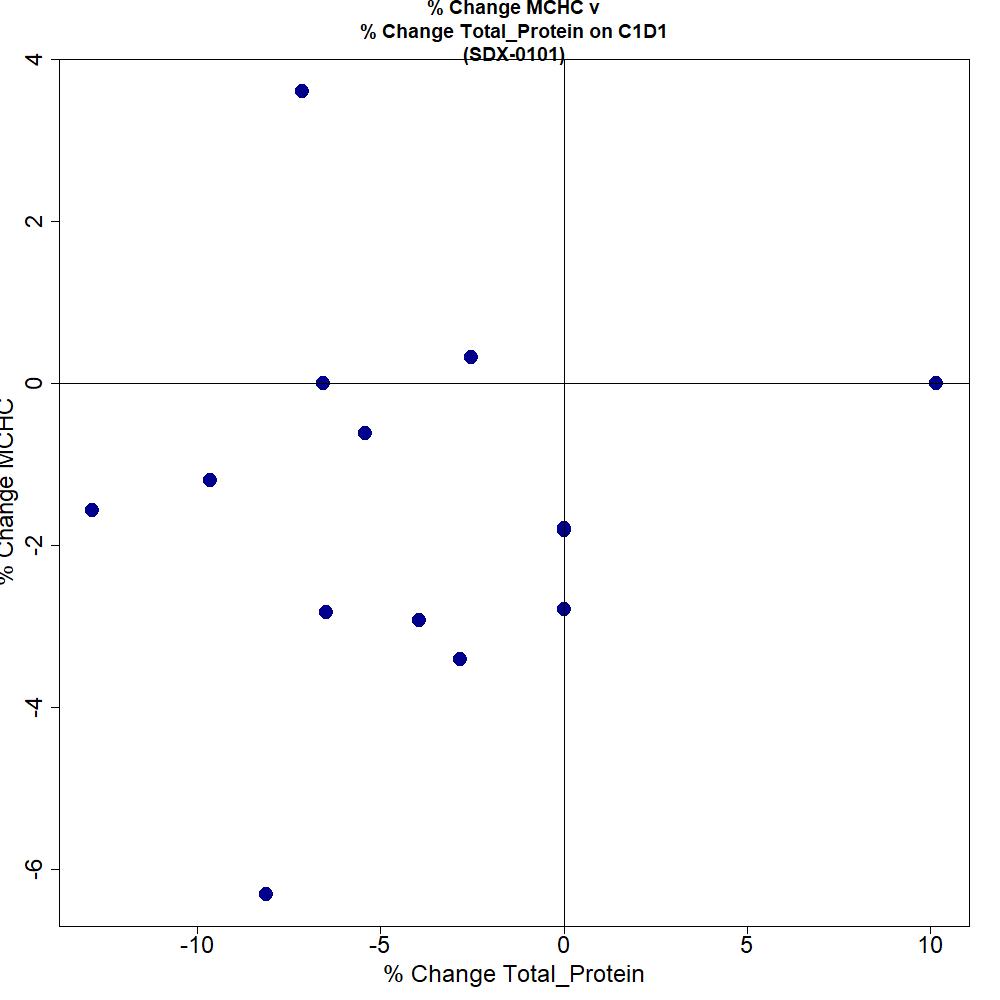 % Change MCHC v
% Change Total_Protein on C1D1
(SDX-0101)
4
2
0
-2
-4
-6
% Change MCHC
-10
-5
0
5
10
% Change Total_Protein